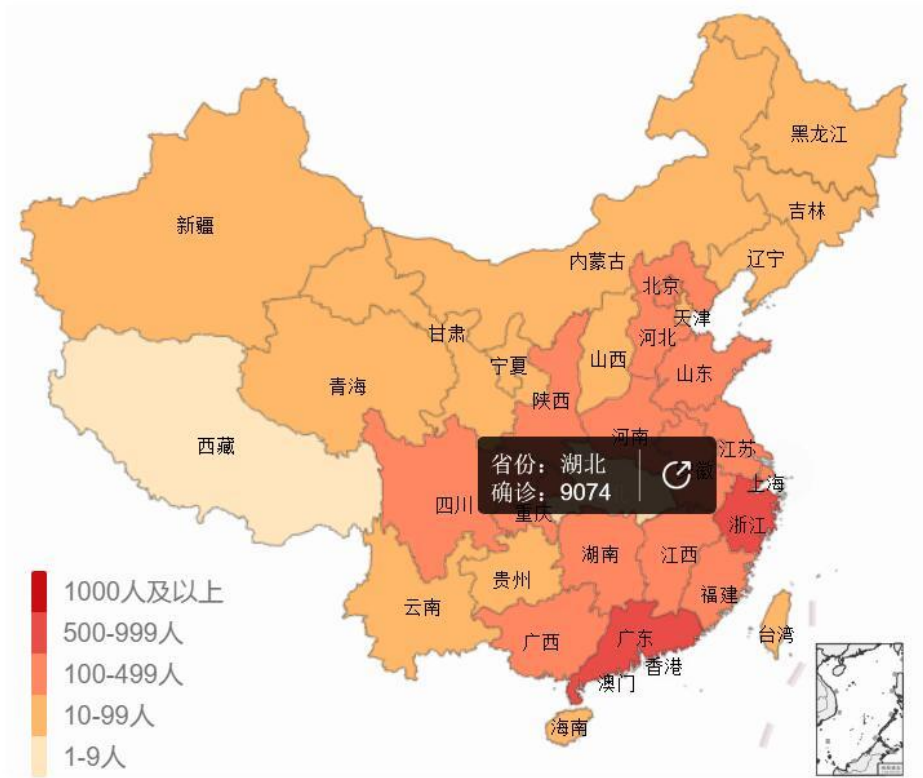 黑龙江
吉林
新疆
辽宁
内蒙古
北京
天津
甘肃
河北
宁夏
山西
山东
青海
陕西
河南
江苏
西藏
省份：湖北
确诊：9074
徽
上海
四川
重庆
浙江
湖南
江西
贵州
福建
云南
广西
广东
台湾
香港
澳门
海南
1000人及以上
500-999人
100-499人
10-99人
1-9人